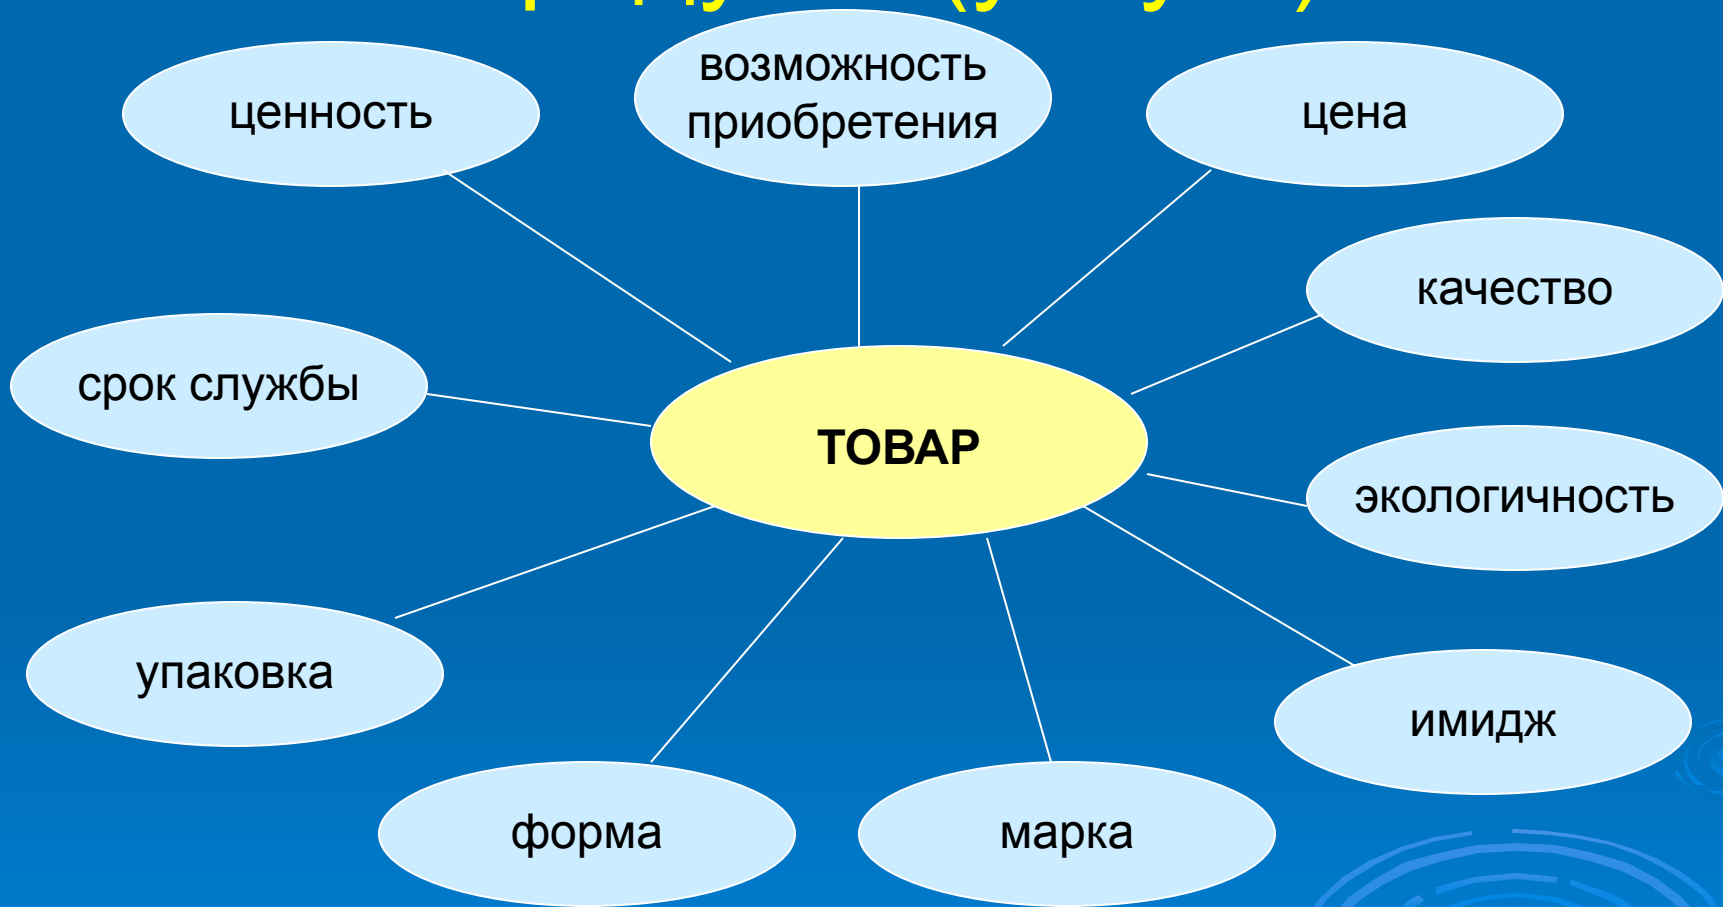 возможность
приобретения
ценность
цена
качество
срок службы
ТОВАР
экологичность
упаковка
имидж
форма
марка